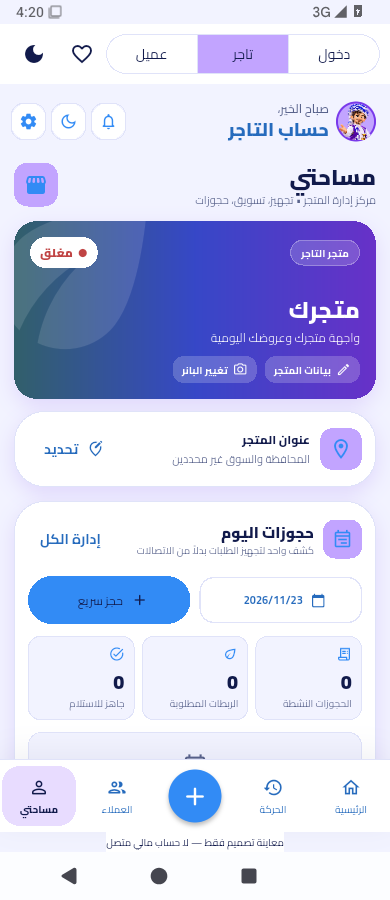 4:20
3G
دخول
تاجر
عميل
صباح الخير،
حساب التاجر
مساحتي
مركز إدارة المتجر • تجهيز، تسويق، حجوزات
متجر التاجر
مغلق
متجرك
واجهة متجرك وعروضك اليومية
بيانات المتجر
تغيير البانر
عنوان المتجر
المحافظة والسوق غير محددين
تحديد
حجوزات اليوم
كشف واحد لتجهيز الطلبات بدلاً من الاتصالات
إدارة الكل
2026/11/23
حجز سريع
0
الحجوزات النشطة
0
الربطات المطلوبة
0
جاهز للاستلام
الرئيسية
الحركة
العملاء
مساحتي
معاينة تصميم فقط — لا حساب مالي متصل